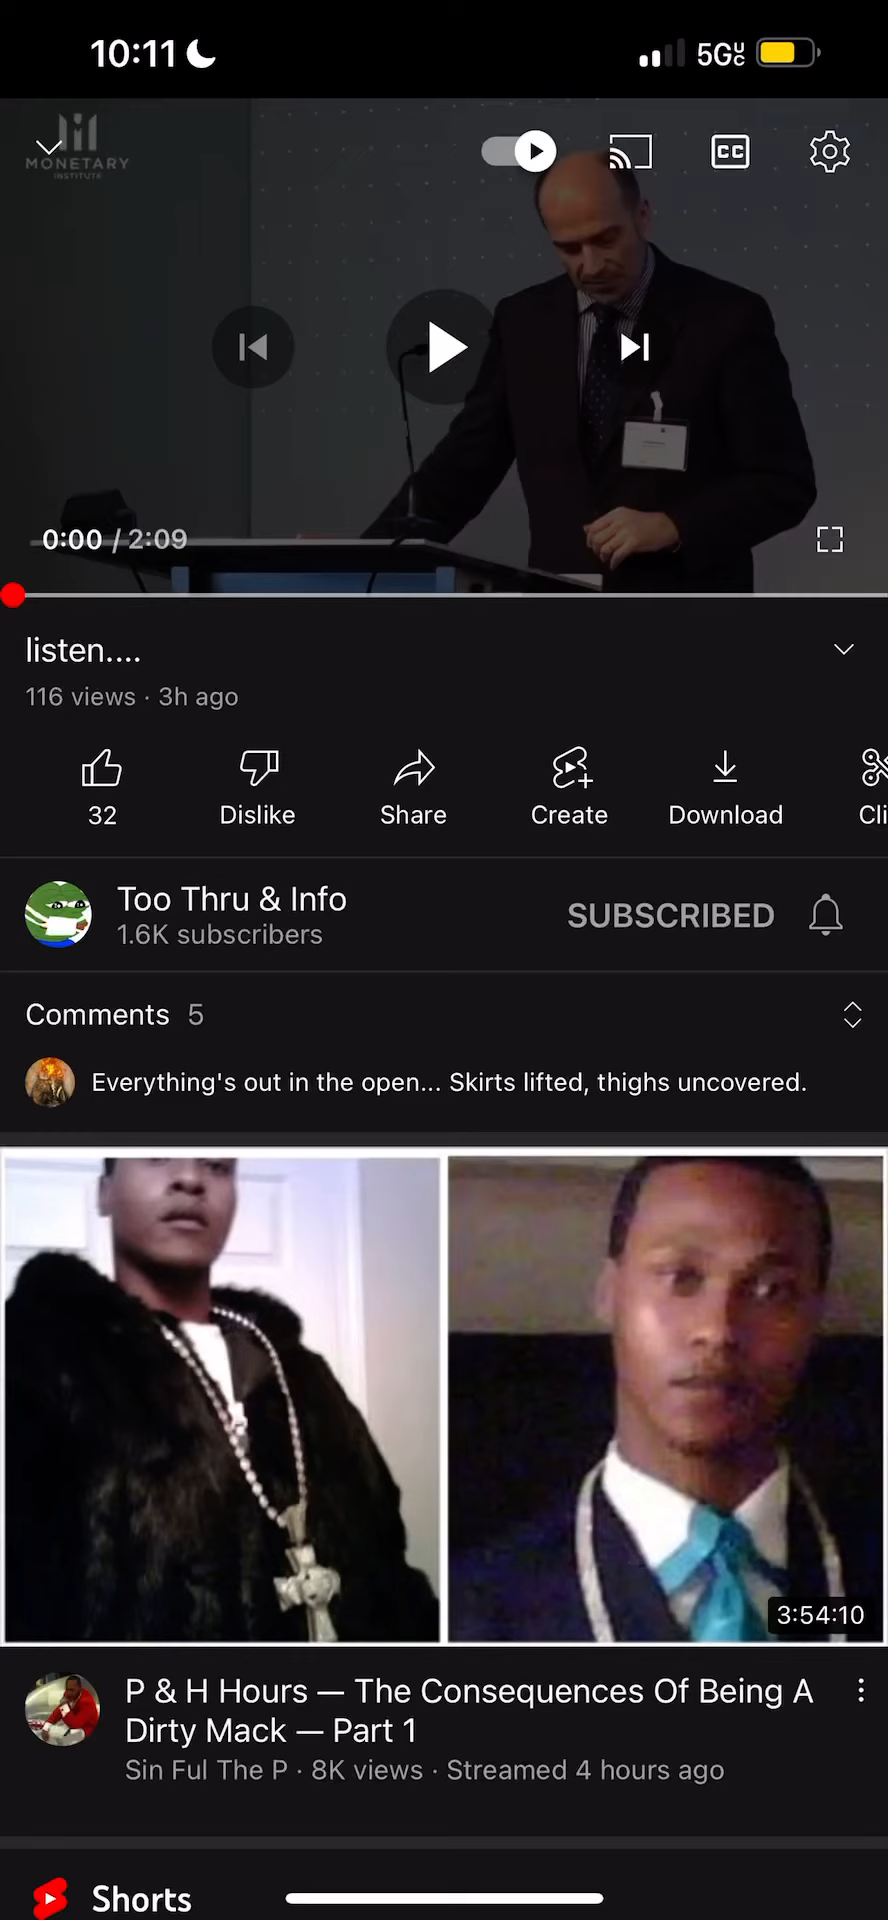 10:11
5GUC
MONETARY
INSTITUTE
CC
0:00 / 2:09
listen....
116 views · 3h ago
32
Dislike
Share
Create
Download
Cli
Too Thru & Info
1.6K subscribers
SUBSCRIBED
Comments 5
Everything's out in the open... Skirts lifted, thighs uncovered.
3:54:10
P & H Hours — The Consequences Of Being A
Dirty Mack — Part 1
Sin Ful The P · 8K views · Streamed 4 hours ago
Shorts